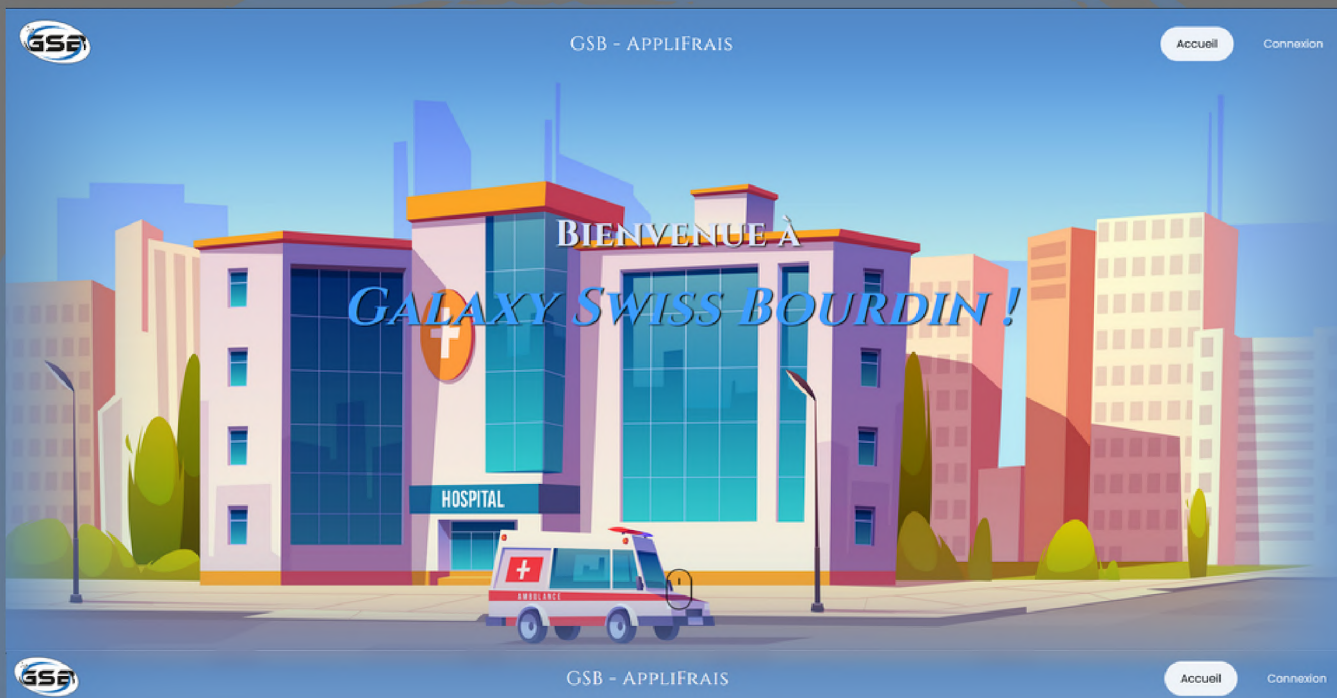 GSB
GSB - AppliFrais
Accueil
Connexion
Bienvenue à
Galaxy Swiss Bourdin !
HOSPITAL
AMBULANCE
GSB
GSB - AppliFrais
Accueil
Connexion